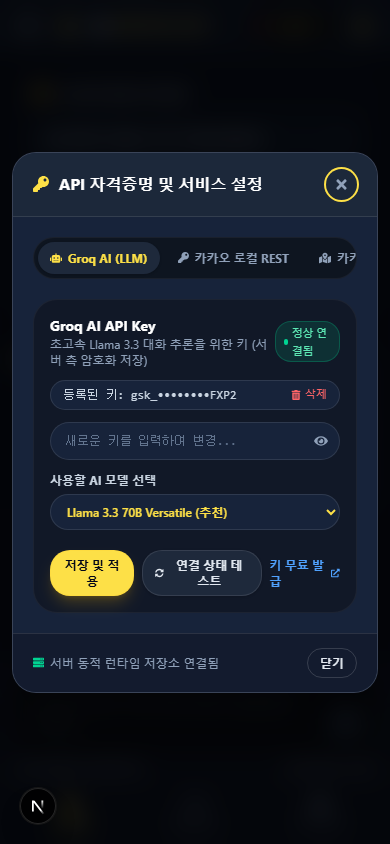 API 자격증명 및 서비스 설정
Groq AI (LLM)
카카오 로컬 REST
Groq AI API Key
초고속 Llama 3.3 대화 추론을 위한 키 (서
버 측 암호화 저장)
정상 연
결됨
등록된 키: gsk_••••••••FXP2
삭제
새로운 키를 입력하여 변경...
사용할 AI 모델 선택
Llama 3.3 70B Versatile (추천)
저장 및 적
용
연결 상태 테
스트
키 무료 발
급
서버 동적 런타임 저장소 연결됨
닫기
N